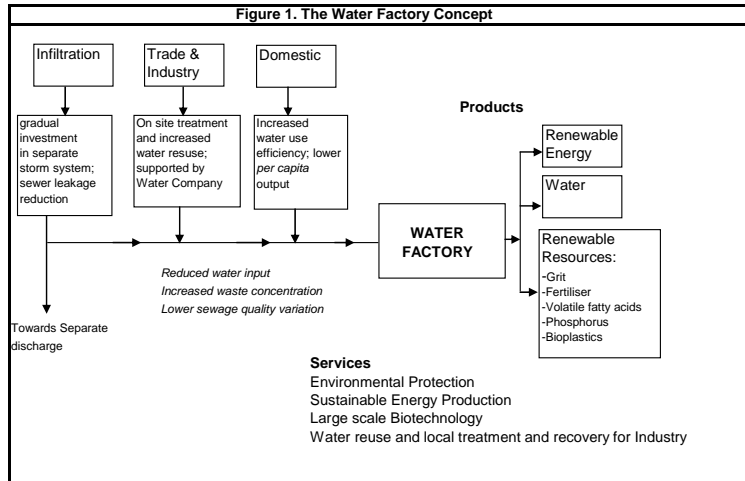 Figure 1. The Water Factory Concept
Infiltration
Trade &
Industry
Domestic
gradual
investment
in separate
storm system;
sewer leakage
reduction
On site treatment
and increased
water resuse;
supported by
Water Company
Increased
water use
efficiency; lower
per capita
output
Products
Renewable
Energy
Water
WATER
FACTORY
Renewable
Resources:
-Grit
-Fertiliser
-Volatile fatty acids
-Phosphorus
-Bioplastics
Reduced water input
Increased waste concentration
Lower sewage quality variation
Towards Separate
discharge
Services
Environmental Protection
Sustainable Energy Production
Large scale Biotechnology
Water reuse and local treatment and recovery for Industry